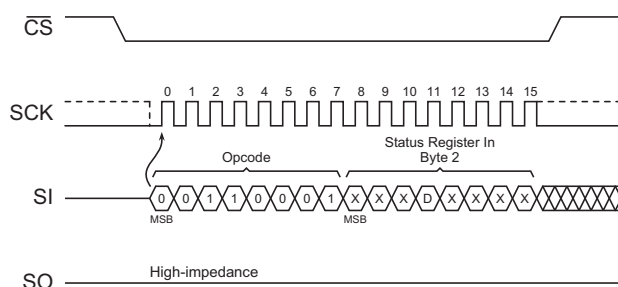 CS
0 1 2 3 4 5 6 7 8 9 10 11 12 13 14 15
SCK
Status Register In
Opcode Byte 2
SI 0 0 1 1 0 0 0 1 X X X D X X X X
MSB MSB
High-impedance
SO